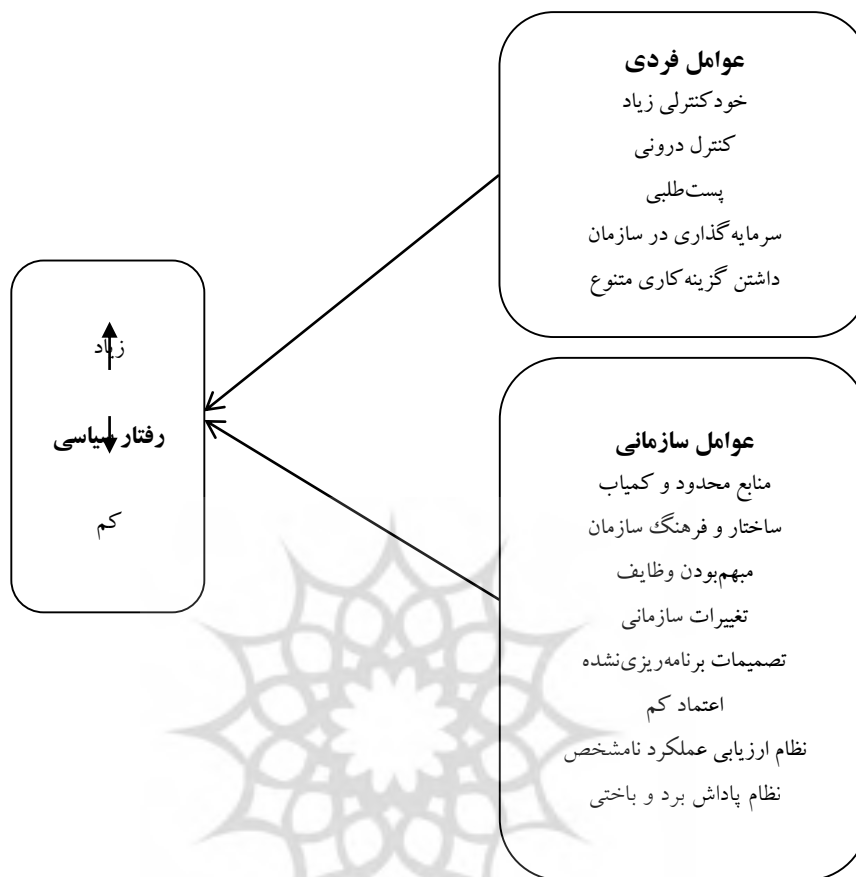 عوامل فردی
خودکنترلی زیاد
کنترل درونی
پست‌طلبی
سرمایه‌گذاری در سازمان
داشتن گزینه کاری متنوع
زیاد
رفتار سیاسی
کم
عوامل سازمانی
منابع محدود و کمیاب
ساختار و فرهنگ سازمان
مبهم‌بودن وظایف
تغییرات سازمانی
تصمیمات برنامه‌ریزی‌نشده
اعتماد کم
نظام ارزیابی عملکرد نامشخص
نظام پاداش برد و باختی